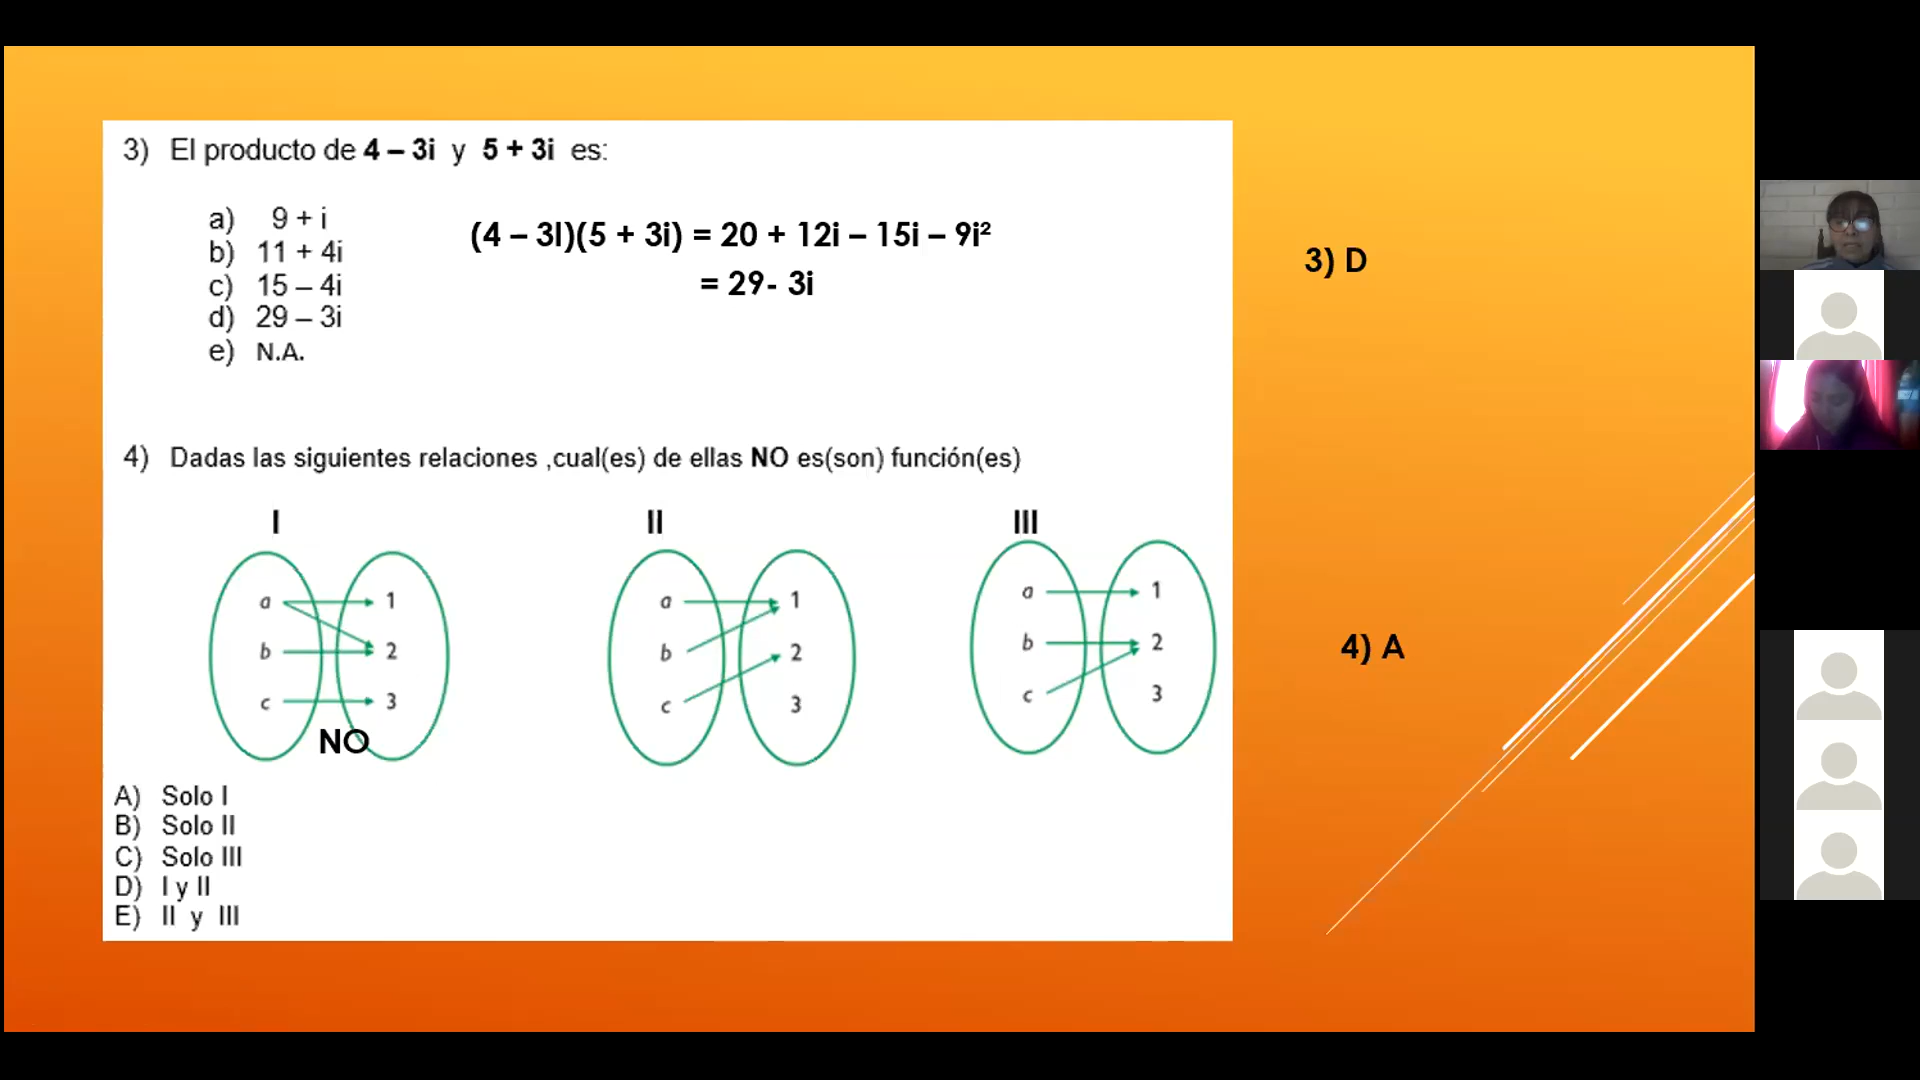 3) El producto de 4 – 3i y 5 + 3i es:
a) 9 + i
b) 11 + 4i
c) 15 – 4i
d) 29 – 3i
e) N.A.
(4 – 3I)(5 + 3i) = 20 + 12i – 15i – 9i²
= 29- 3i
3) D
4) Dadas las siguientes relaciones ,cual(es) de ellas NO es(son) función(es)
I
a 1
b 2
c 3
NO
II
a 1
b 2
c 3
III
a 1
b 2
c 3
4) A
A) Solo I
B) Solo II
C) Solo III
D) I y II
E) II y III